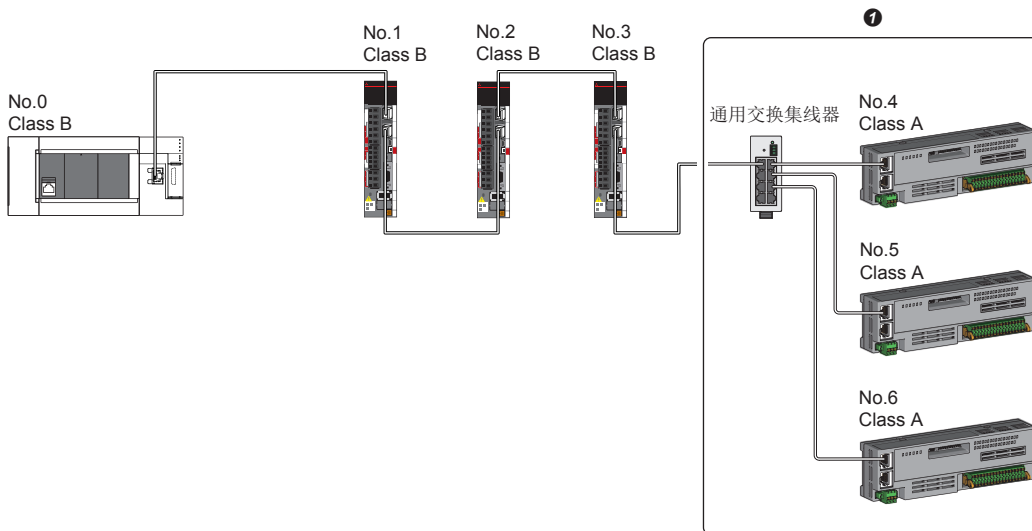 ❶
No.1
Class B
No.2
Class B
No.3
Class B
No.0
Class B
通用交换集线器
No.4
Class A
No.5
Class A
No.6
Class A